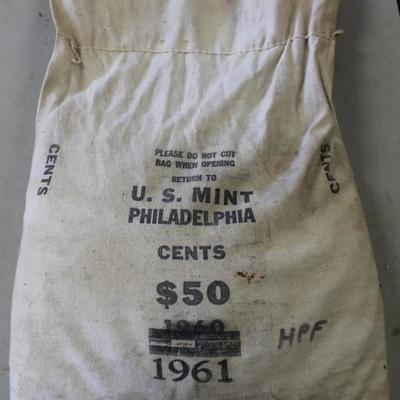 PLEASE DO NOT CUT
BAG WHEN OPENING
RETURN TO
U. S. MINT
PHILADELPHIA
CENTS
CENTS
CENTS
$50
1960
HPF
1961